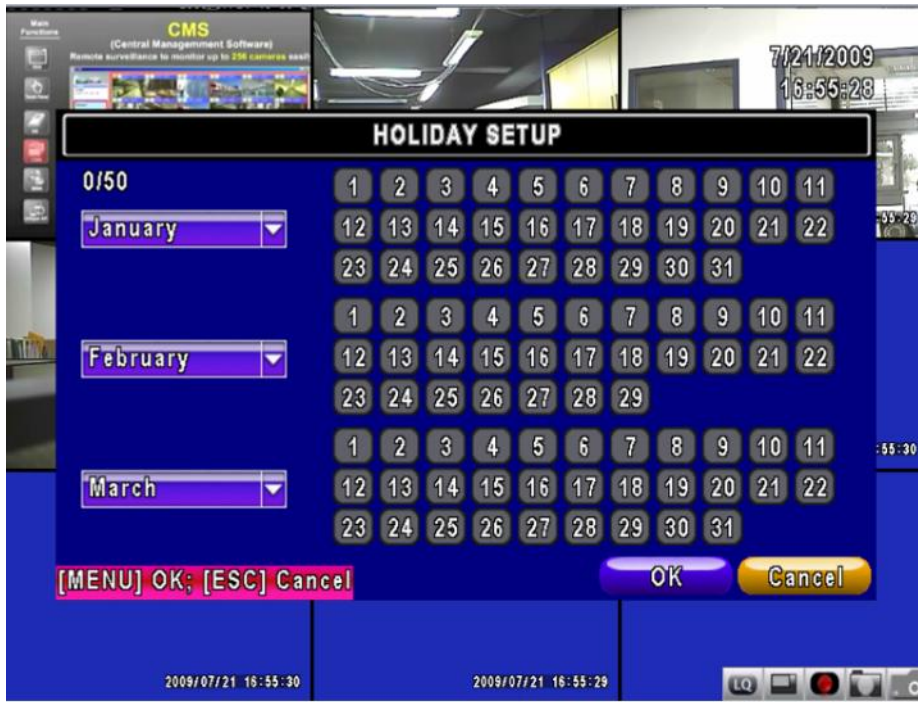 Main
Functions
CMS
(Central Managemment Software)
Remote surveillance to monitor up to 256 cameras
7/21/2009
16:55:28
HOLIDAY SETUP
0/50
January
1 2 3 4 5 6 7 8 9 10 11
12 13 14 15 16 17 18 19 20 21 22
23 24 25 26 27 28 29 30 31
February
1 2 3 4 5 6 7 8 9 10 11
12 13 14 15 16 17 18 19 20 21 22
23 24 25 26 27 28 29
March
1 2 3 4 5 6 7 8 9 10 11
12 13 14 15 16 17 18 19 20 21 22
23 24 25 26 27 28 29 30 31
:55:29
:55:30
[MENU] OK; [ESC] Cancel
OK
Cancel
2009/07/21 16:55:30
2009/07/21 16:55:29
LQ